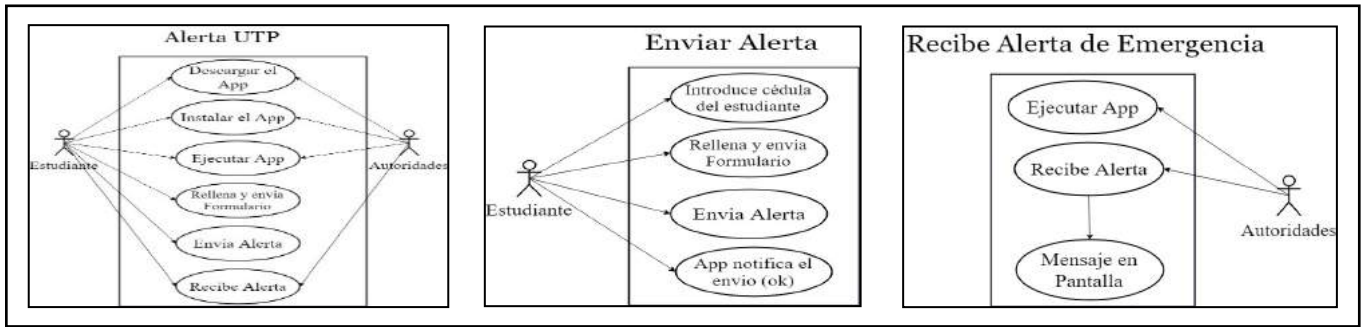 Alerta UTP
Descargar el
App
Instalar el App
Ejecutar App
Rellena y envia
Formulario
Envia Alerta
Recibe Alerta
Estudiante
Autoridades
Enviar Alerta
Introduce cédula
del estudiante
Rellena y envia
Formulario
Envia Alerta
App notifica el
envio (ok)
Estudiante
Recibe Alerta de Emergencia
Ejecutar App
Recibe Alerta
Mensaje en
Pantalla
Autoridades